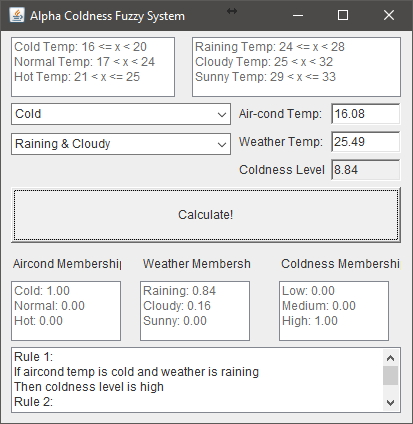 Alpha Coldness Fuzzy System
Cold Temp: 16 <= x < 20
Normal Temp: 17 < x < 24
Hot Temp: 21 < x <= 25
Raining Temp: 24 <= x < 28
Cloudy Temp: 25 < x < 32
Sunny Temp: 29 < x <= 33
Cold
Air-cond Temp: 16.08
Raining & Cloudy
Weather Temp: 25.49
Coldness Level 8.84
Calculate!
Aircond Membership
Weather Membersh
Coldness Membershi
Cold: 1.00
Normal: 0.00
Hot: 0.00
Raining: 0.84
Cloudy: 0.16
Sunny: 0.00
Low: 0.00
Medium: 0.00
High: 1.00
Rule 1:
If aircond temp is cold and weather is raining
Then coldness level is high
Rule 2: